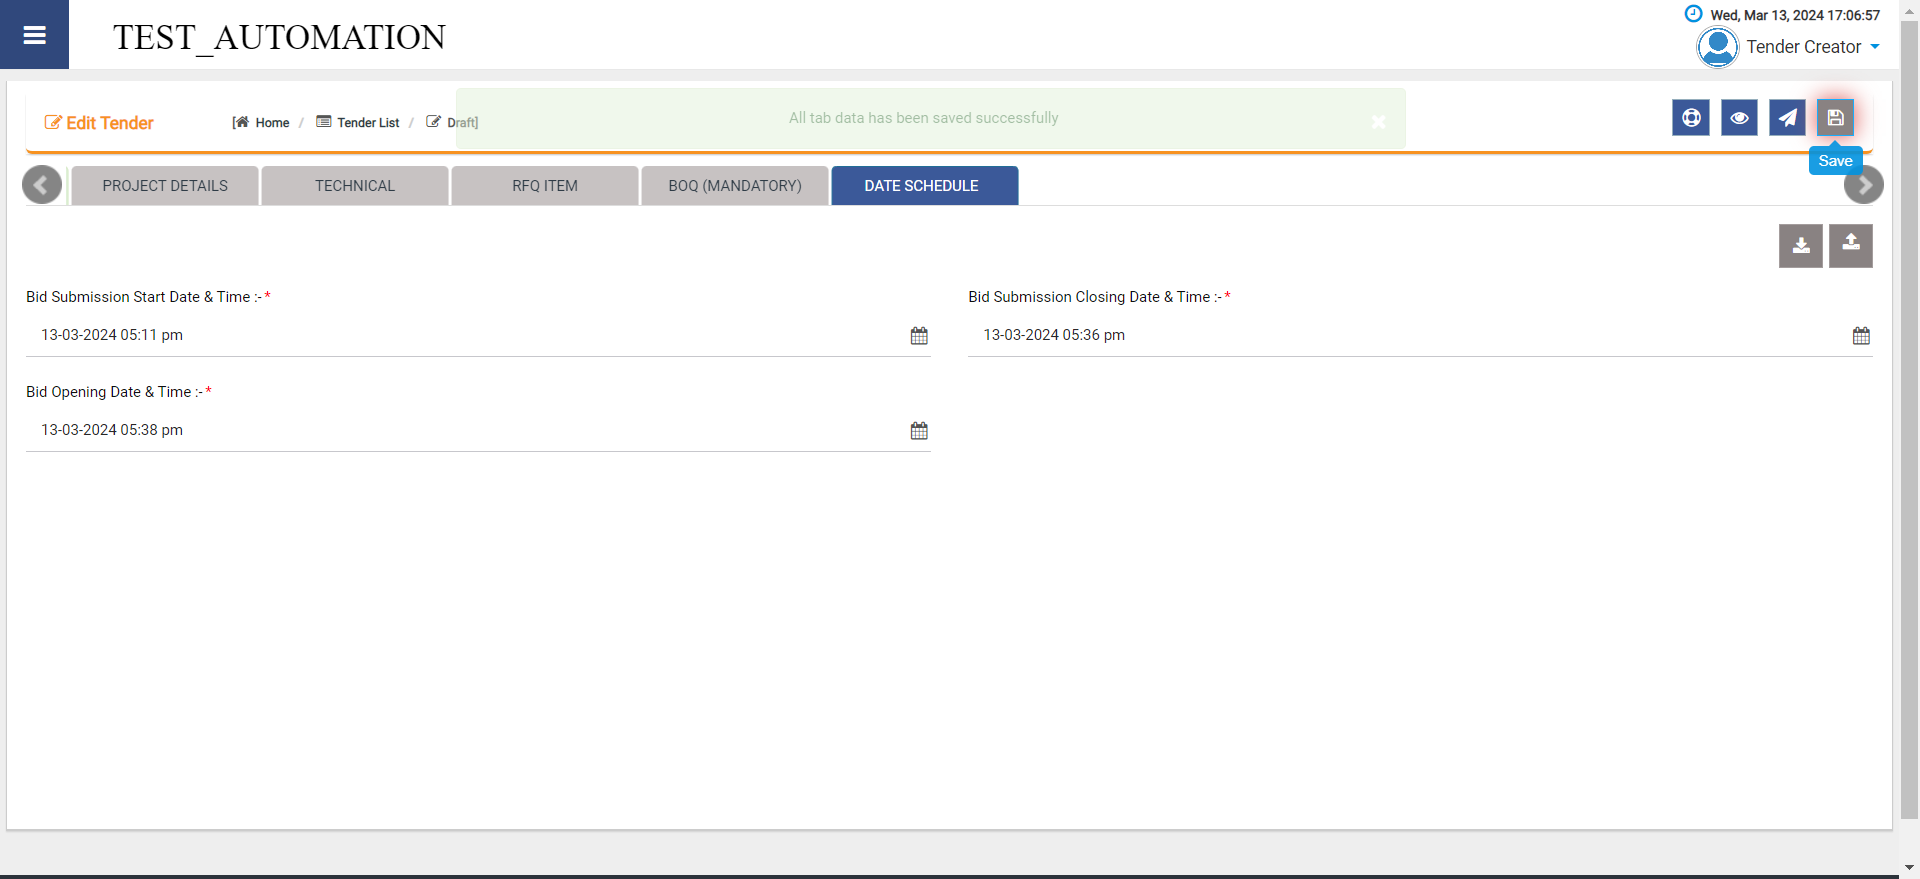 TEST_AUTOMATION
Wed, Mar 13, 2024 17:06:57
Tender Creator
Edit Tender
[ Home / Tender List / Draft]
All tab data has been saved successfully
Save
PROJECT DETAILS
TECHNICAL
RFQ ITEM
BOQ (MANDATORY)
DATE SCHEDULE
Bid Submission Start Date & Time :- *
13-03-2024 05:11 pm
Bid Submission Closing Date & Time :- *
13-03-2024 05:36 pm
Bid Opening Date & Time :- *
13-03-2024 05:38 pm